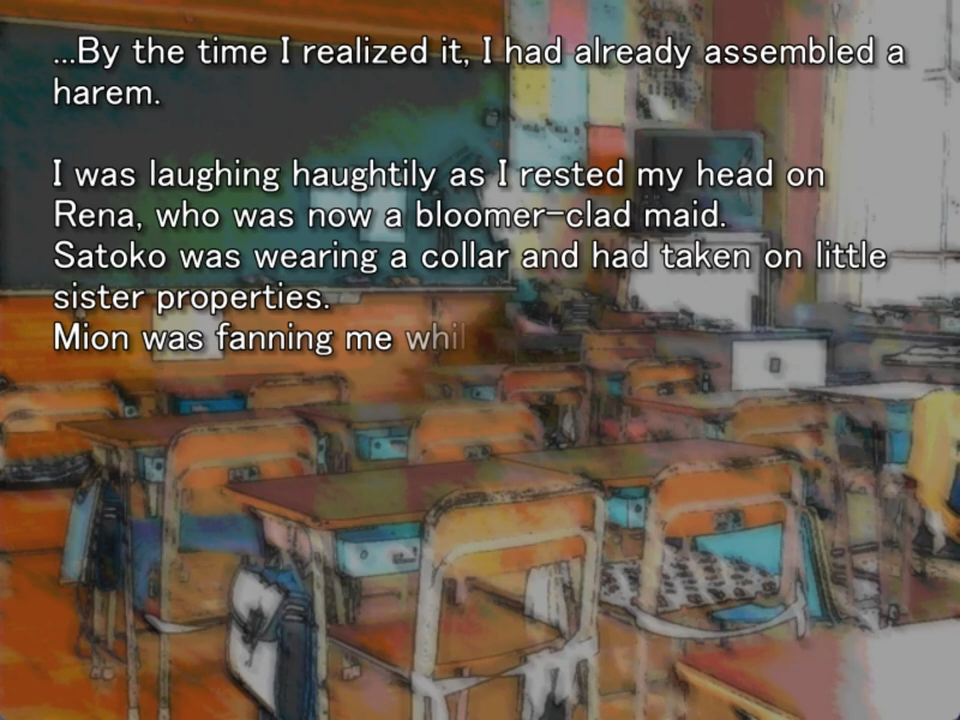 ...By the time I realized it, I had already assembled a
harem.
I was laughing haughtily as I rested my head on
Rena, who was now a bloomer-clad maid.
Satoko was wearing a collar and had taken on little
sister properties.
Mion was fanning me whil